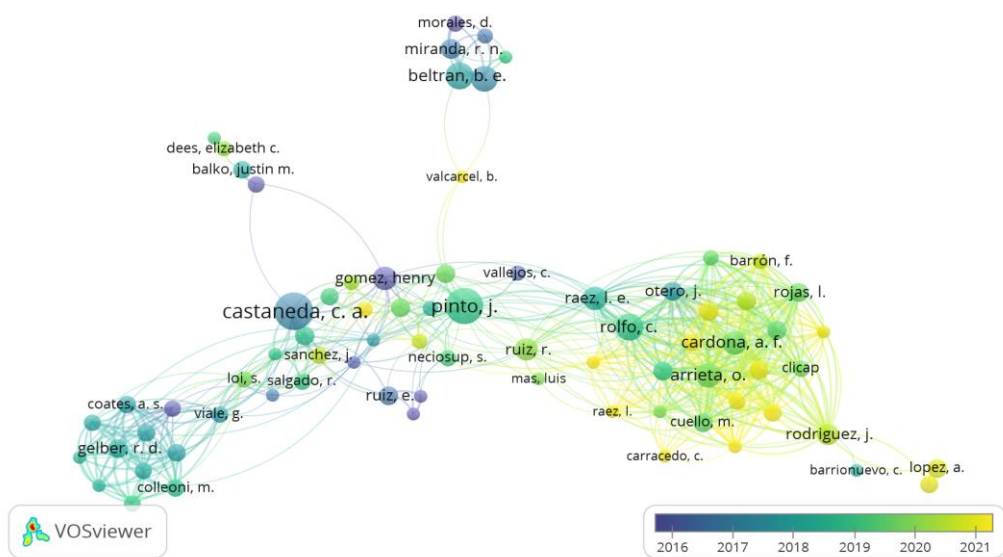 morales, d.
miranda, r. n.
beltran, b. e.
dees, elizabeth c.
balko, justin m.
valcarcel, b.
gomez, henry
vallejos, c.
barrón, f.
castaneda, c. a.
pinto, j.
raez, l. e.
otero, j.
rojas, l.
rolfo, c.
cardona, a. f.
sanchez, j.
neciosup, s.
ruiz, r.
arrieta, o.
clicap
loi, s.
salgado, r.
mas, luis
ruiz, e.
coates, a. s.
viale, g.
raez, l.
cuello, m.
rodriguez, j.
gelber, r. d.
carracedo, c.
barrionuevo, c.
lopez, a.
colleoni, m.
VOSviewer
2016 2017 2018 2019 2020 2021